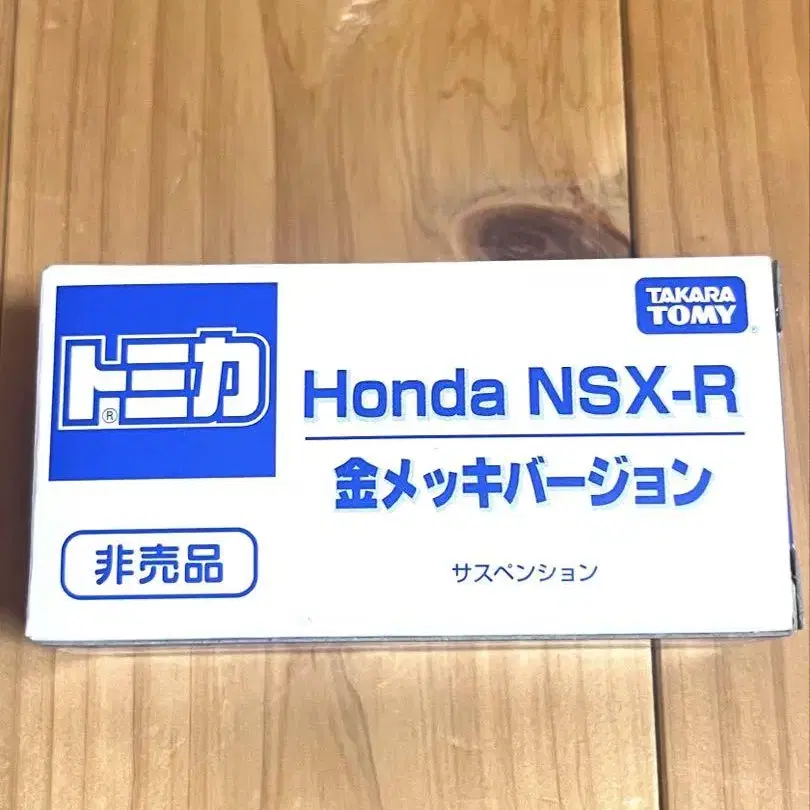 トミカ®
TAKARA
TOMY®
Honda NSX-R
金メッキバージョン
非売品
サスペンション